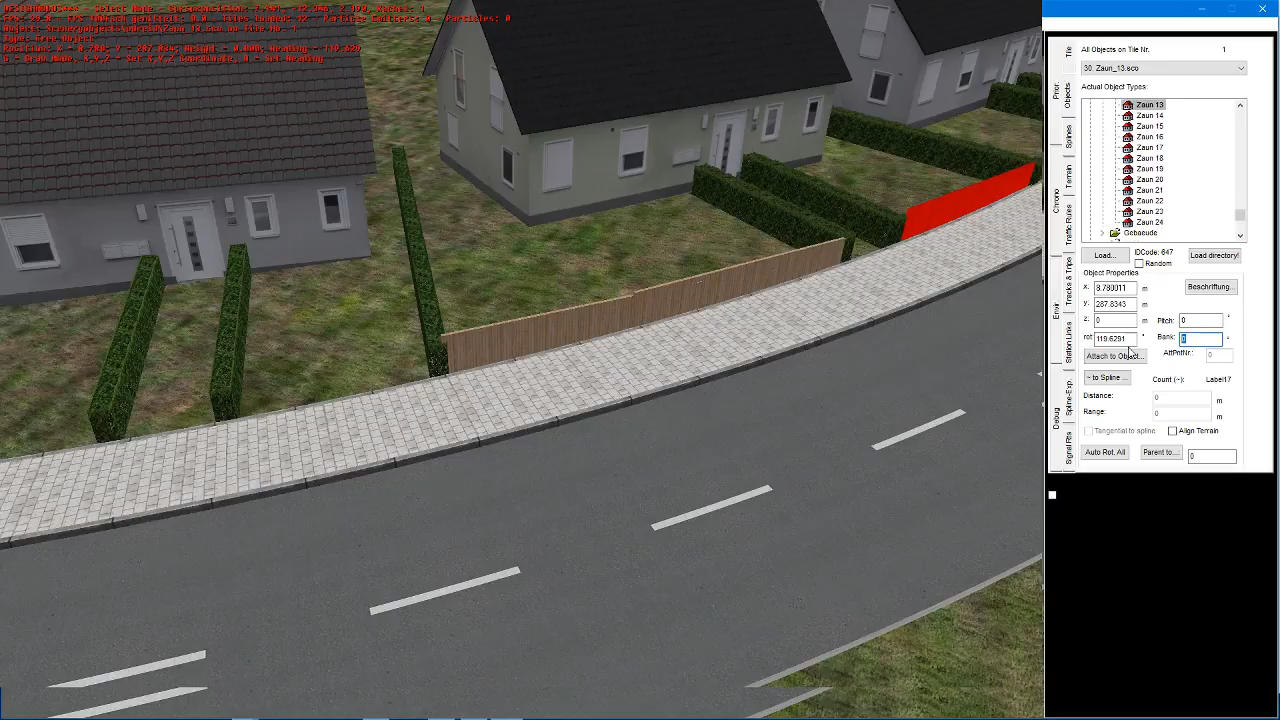 Tile
Objects
Splines
Terrain
Traffic Rules
Tracks & Trips
Station Links
Spline-Exp.
Signal Rts
Prior.
Chrono
Envir.
Debug
All Objects on Tile Nr. 1
30. Zaun_13.sco
Actual Object Types:
Zaun 13
Zaun 14
Zaun 15
Zaun 16
Zaun 17
Zaun 18
Zaun 19
Zaun 20
Zaun 21
Zaun 22
Zaun 23
Zaun 24
Gebaeude
Load... IDCode: 647 Load directory!
Random
Object Properties
x: 8.780011 m Beschriftung...
y: 287.8343 m
z: 0 m Pitch: 0 °
rot 119.6291 ° Bank: 0 °
Attach to Object... AttPntNr.: 0
~ to Spline ... Count (~): Label17
Distance: 0 m
Range: 0 m
Tangential to spline Align Terrain
Auto Rot. All Parent to... 0